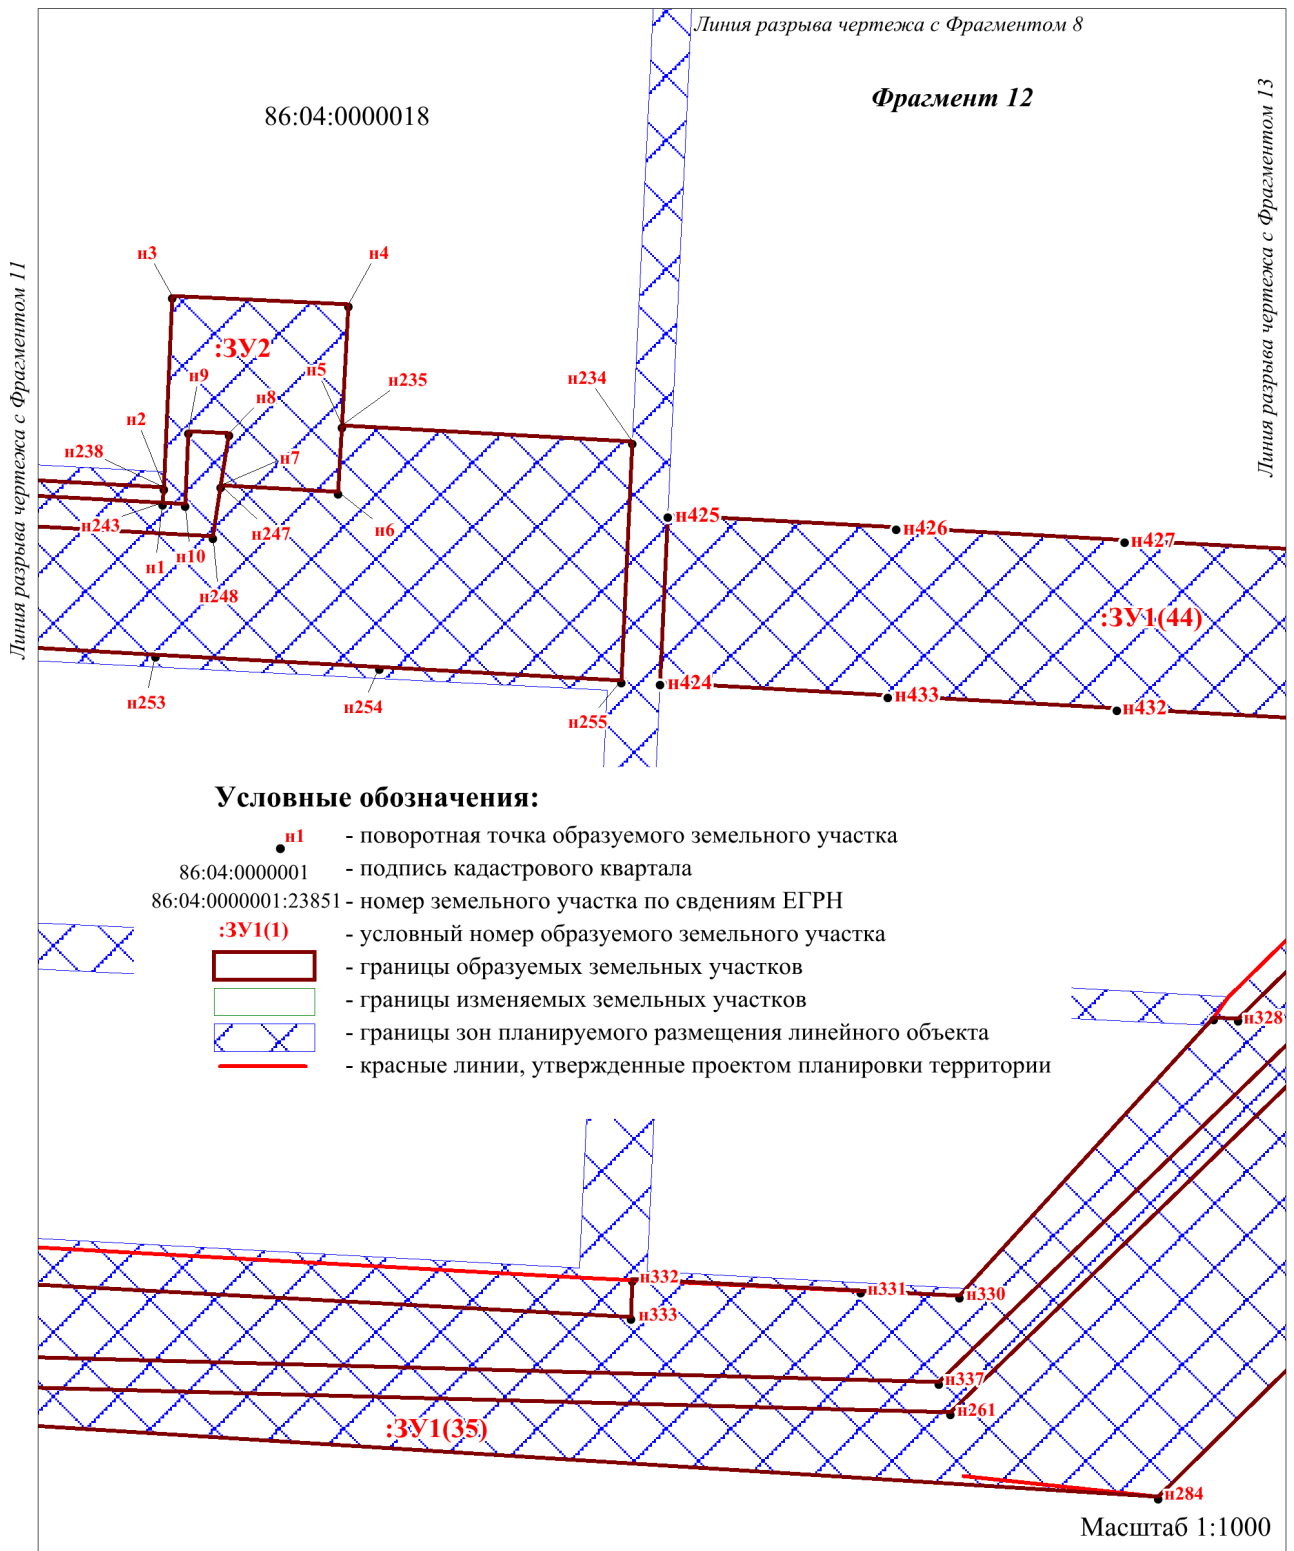 Линия разрыва чертежа с Фрагментом 8
Фрагмент 12
86:04:0000018
Линия разрыва чертежа с Фрагментом 13
Линия разрыва чертежа с Фрагментом 11
н3
н4
:ЗУ2
н5
н9
н235
н234
н8
н2
н238
н7
н243
н247
н6
н10
н1
н248
н425
н426
н427
:ЗУ1(44)
н424
н433
н432
н253
н254
н255
Условные обозначения:
н1 - поворотная точка образуемого земельного участка
86:04:0000001 - подпись кадастрового квартала
86:04:0000001:23851 - номер земельного участка по свдениям ЕГРН
:ЗУ1(1) - условный номер образуемого земельного участка
- границы образуемых земельных участков
- границы изменяемых земельных участков
- границы зон планируемого размещения линейного объекта
- красные линии, утвержденные проектом планировки территории
н328
н332
н331
н330
н333
н337
н261
:ЗУ1(35)
н284
Масштаб 1:1000